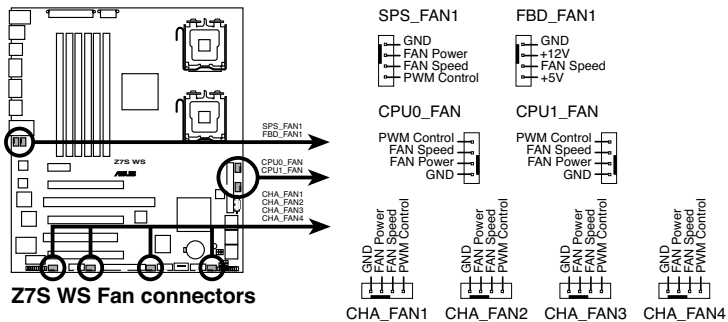 SPS_FAN1
GND
FAN Power
FAN Speed
PWM Control
FBD_FAN1
GND
+12V
FAN Speed
+5V
SPS_FAN1
FBD_FAN1
CPU0_FAN
PWM Control
FAN Speed
FAN Power
GND
CPU1_FAN
PWM Control
FAN Speed
FAN Power
GND
Z7S WS
ASUS
CPU0_FAN
CPU1_FAN
CHA_FAN1
CHA_FAN2
CHA_FAN3
CHA_FAN4
GND
FAN Power
FAN Speed
PWM Control
CHA_FAN1
GND
FAN Power
FAN Speed
PWM Control
CHA_FAN2
GND
FAN Power
FAN Speed
PWM Control
CHA_FAN3
GND
FAN Power
FAN Speed
PWM Control
CHA_FAN4
Z7S WS Fan connectors